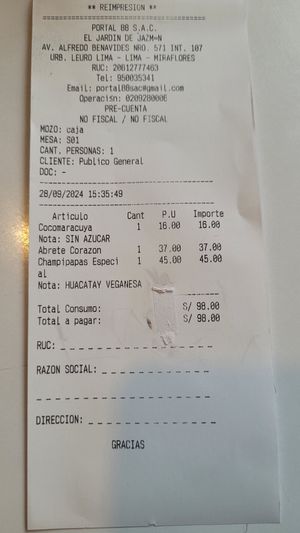 ** REIMPRESION **
PORTAL 88 S.A.C.
EL JARDIN DE JAZM¤N
AV. ALFREDO BENAVIDES NRO. 571 INT. 107
URB. LEURO LIMA - LIMA - MIRAFLORES
RUC: 20612777463
Tel: 950035341
Email: portal88sac@gmail.com
Operación: 020928000E
PRE-CUENTA
NO FISCAL / NO FISCAL
MOZO: caja
MESA: S01
CANT. PERSONAS: 1
CLIENTE: Publico General
DOC: -
28/09/2024 15:35:49
Articulo Cant P.U Importe
Cocomaracuya 1 16.00 16.00
Nota: SIN AZUCAR
Abrete Corazon 1 37.00 37.00
Champipapas Especi 1 45.00 45.00
al
Nota: HUACATAY VEGANESA
Total Consumo: S/ 98.00
Total a pagar: S/ 98.00
RUC:
RAZON SOCIAL:
DIRECCION:
GRACIAS